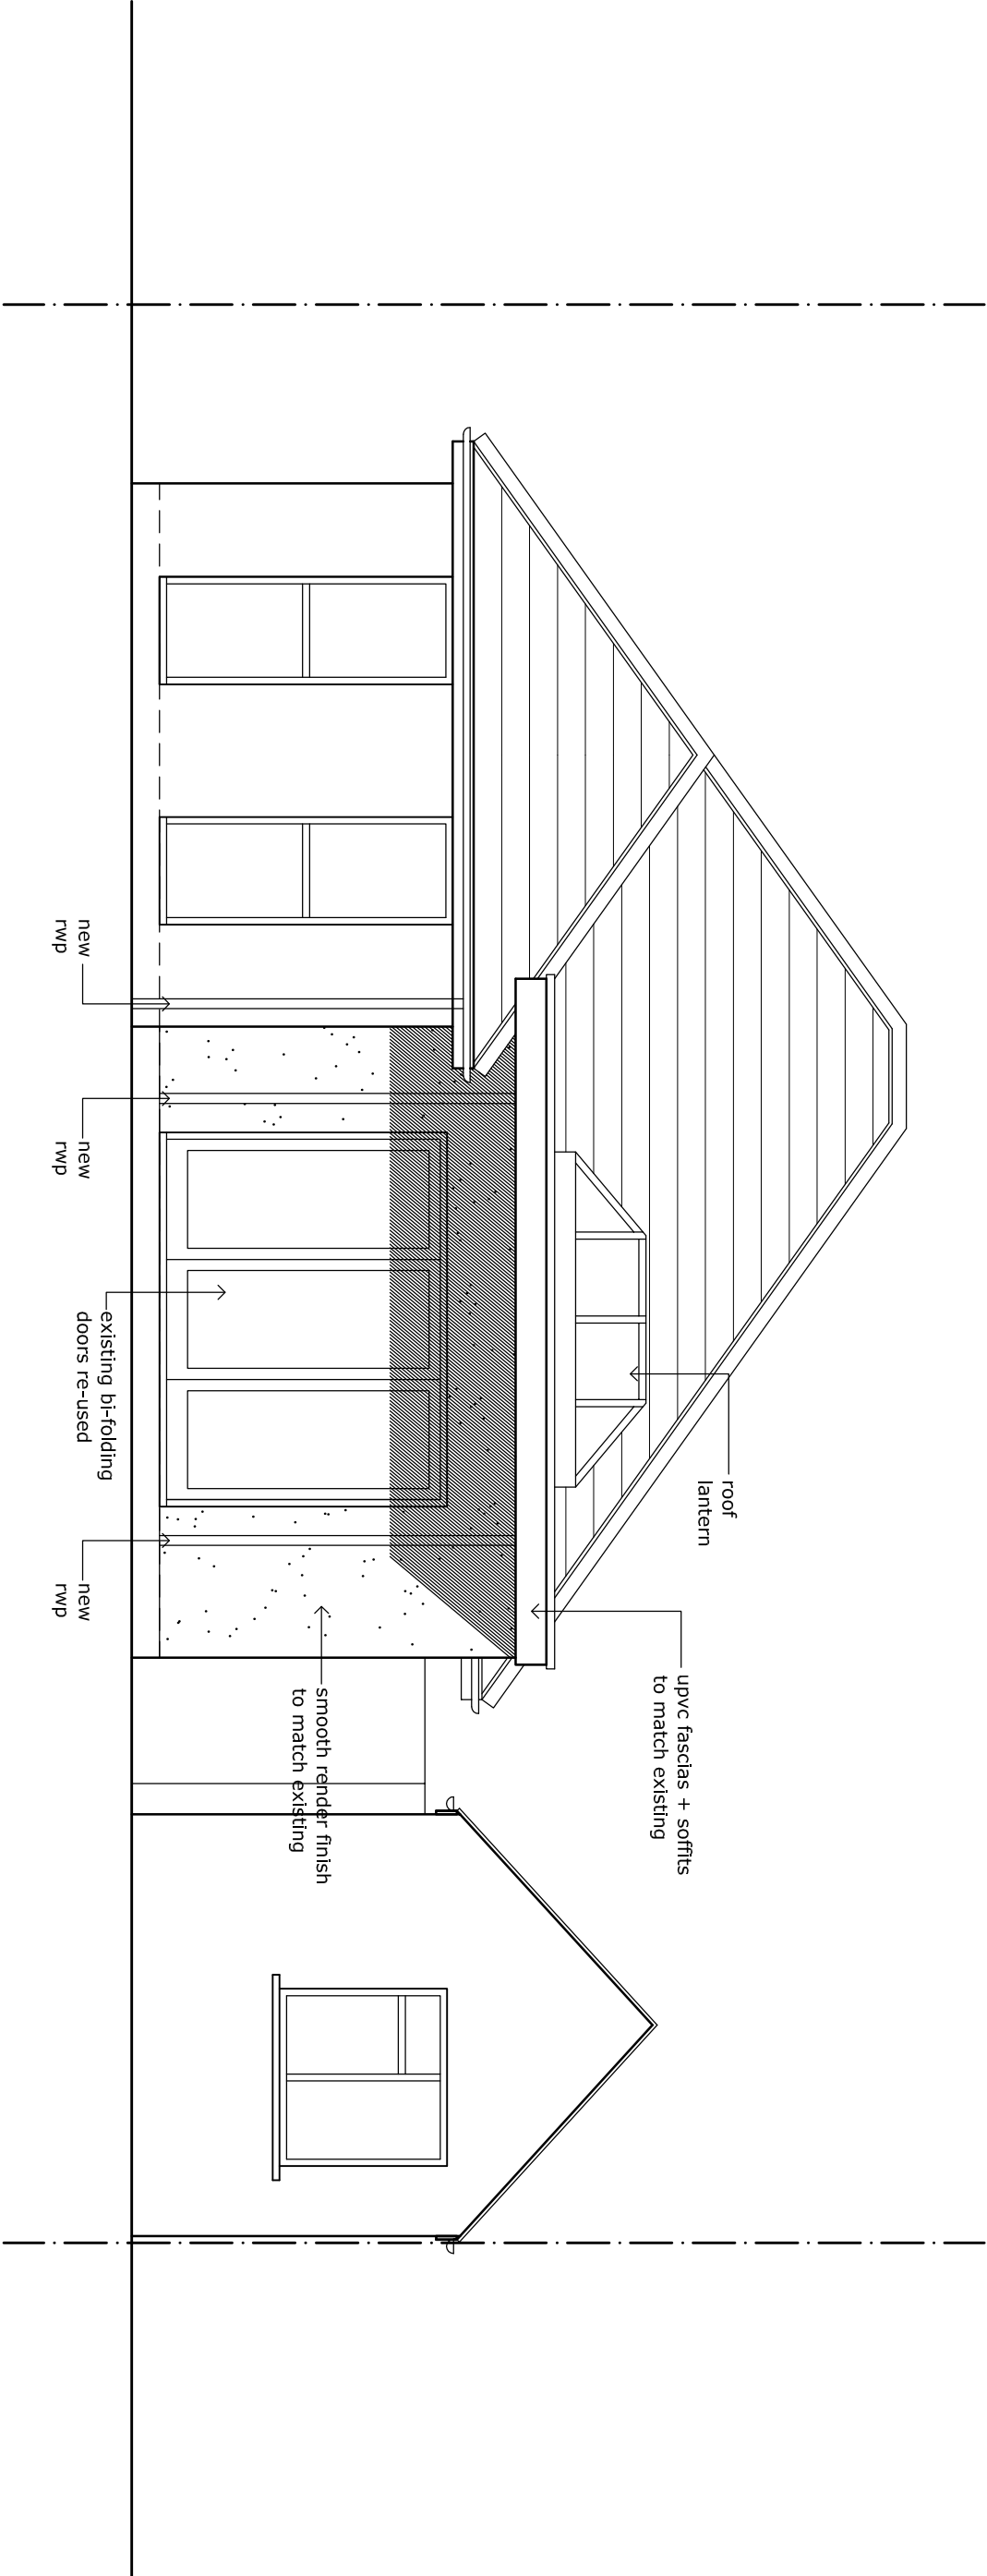 roof
lantern
upvc fascias + soffits
to match existing
smooth render finish
to match existing
new
rwp
new
rwp
existing bi-folding
doors re-used
new
rwp